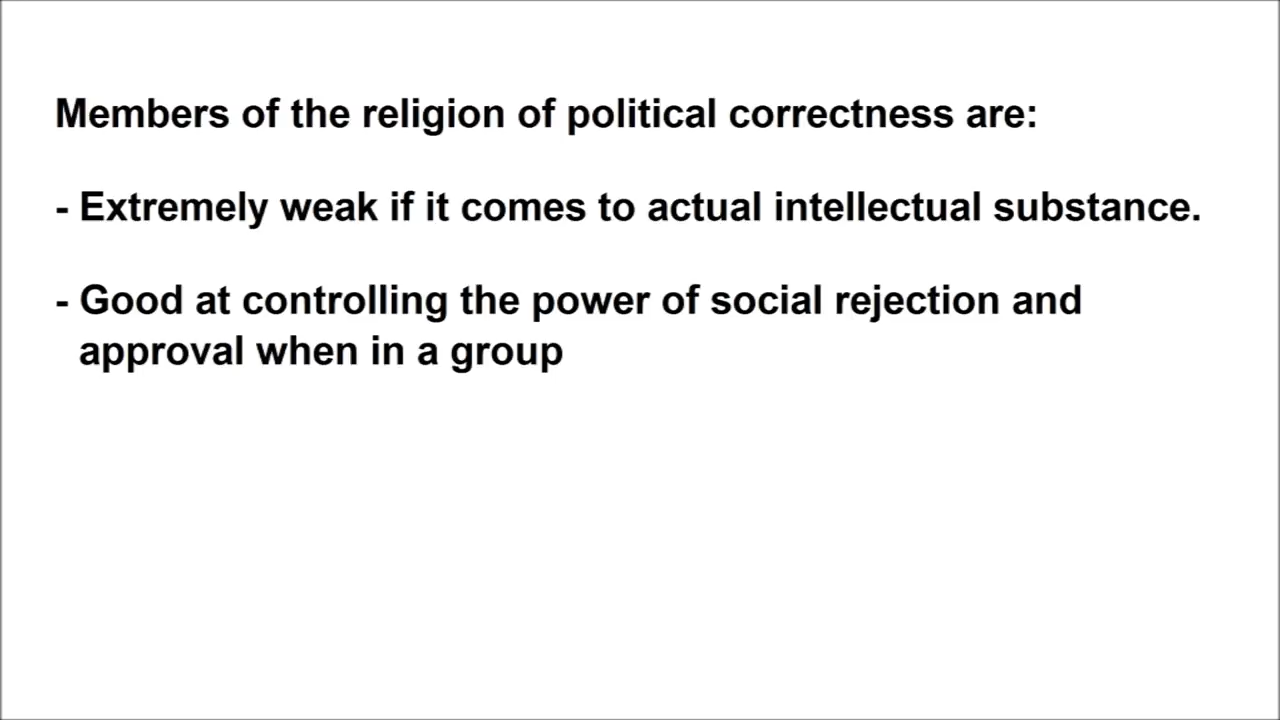 Members of the religion of political correctness are:
- Extremely weak if it comes to actual intellectual substance.
- Good at controlling the power of social rejection and
approval when in a group